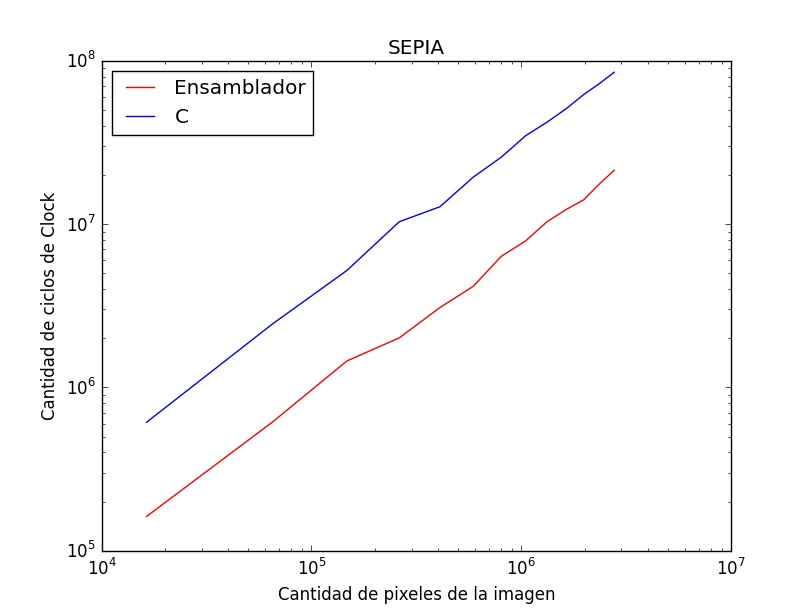 SEPIA
Ensamblador
C
Cantidad de ciclos de Clock
10^8
10^7
10^6
10^5
10^4
10^5
10^6
10^7
Cantidad de pixeles de la imagen